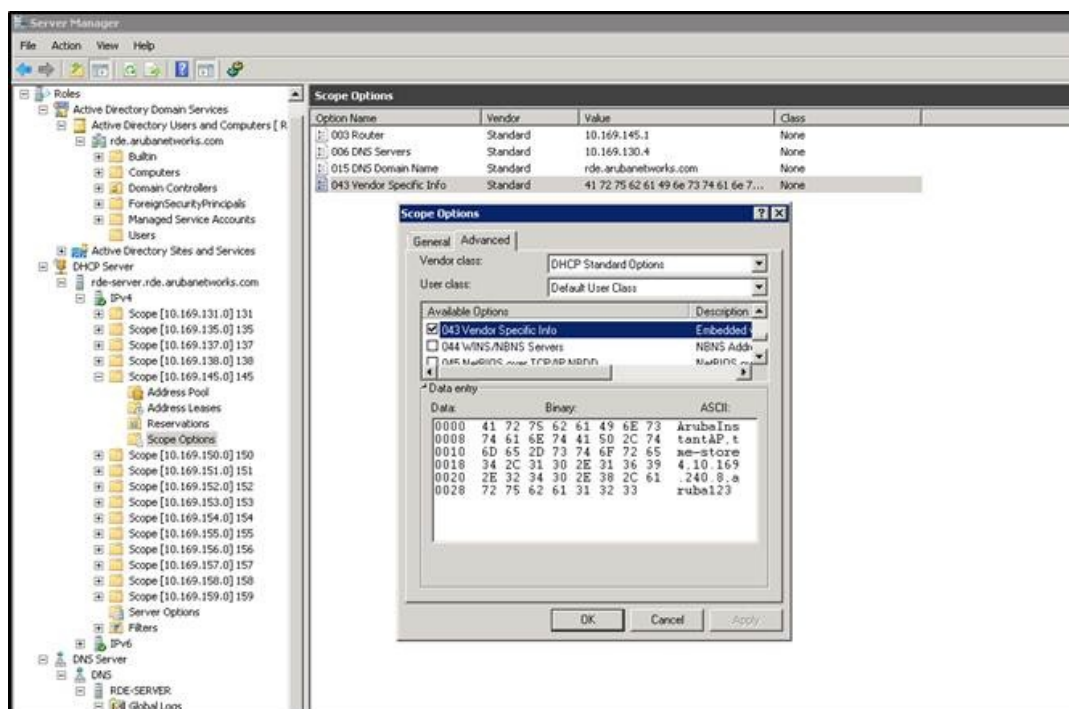 Server Manager
File Action View Help
Roles
Active Directory Domain Services
Active Directory Users and Computers [ R
rde.arubanetworks.com
Builtin
Computers
Domain Controllers
ForeignSecurityPrincipals
Managed Service Accounts
Users
Active Directory Sites and Services
DHCP Server
rde-server.rde.arubanetworks.com
IPv4
Scope [10.169.131.0] 131
Scope [10.169.135.0] 135
Scope [10.169.137.0] 137
Scope [10.169.138.0] 138
Scope [10.169.145.0] 145
Address Pool
Address Leases
Reservations
Scope Options
Scope [10.169.150.0] 150
Scope [10.169.151.0] 151
Scope [10.169.152.0] 152
Scope [10.169.153.0] 153
Scope [10.169.154.0] 154
Scope [10.169.155.0] 155
Scope [10.169.156.0] 156
Scope [10.169.157.0] 157
Scope [10.169.158.0] 158
Scope [10.169.159.0] 159
Server Options
Filters
IPv6
DNS Server
DNS
RDE-SERVER
Global Logs
Scope Options
Option Name Vendor Value Class
003 Router Standard 10.169.145.1 None
006 DNS Servers Standard 10.169.130.4 None
015 DNS Domain Name Standard rde.arubanetworks.com None
043 Vendor Specific Info Standard 41 72 75 62 61 49 6e 73 74 61 6e 7... None
Scope Options
General Advanced
Vendor class: DHCP Standard Options
User class: Default User Class
Available Options Description
043 Vendor Specific Info Embedded
044 WINS/NBNS Servers NBNS Addr
045 NetBIOS over TCP/IP NBDD NetBIOS
Data entry
Data: Binary: ASCII:
0000 41 72 75 62 61 49 6E 73 ArubaIns
0008 74 61 6E 74 41 50 2C 74 tantAP,t
0010 6D 65 2D 73 74 6F 72 65 me-store
0018 34 2C 31 30 2E 31 36 39 4,10.169
0020 2E 32 34 30 2E 38 2C 61 .240.8,a
0028 72 75 62 61 31 32 33 ruba123
OK Cancel Apply